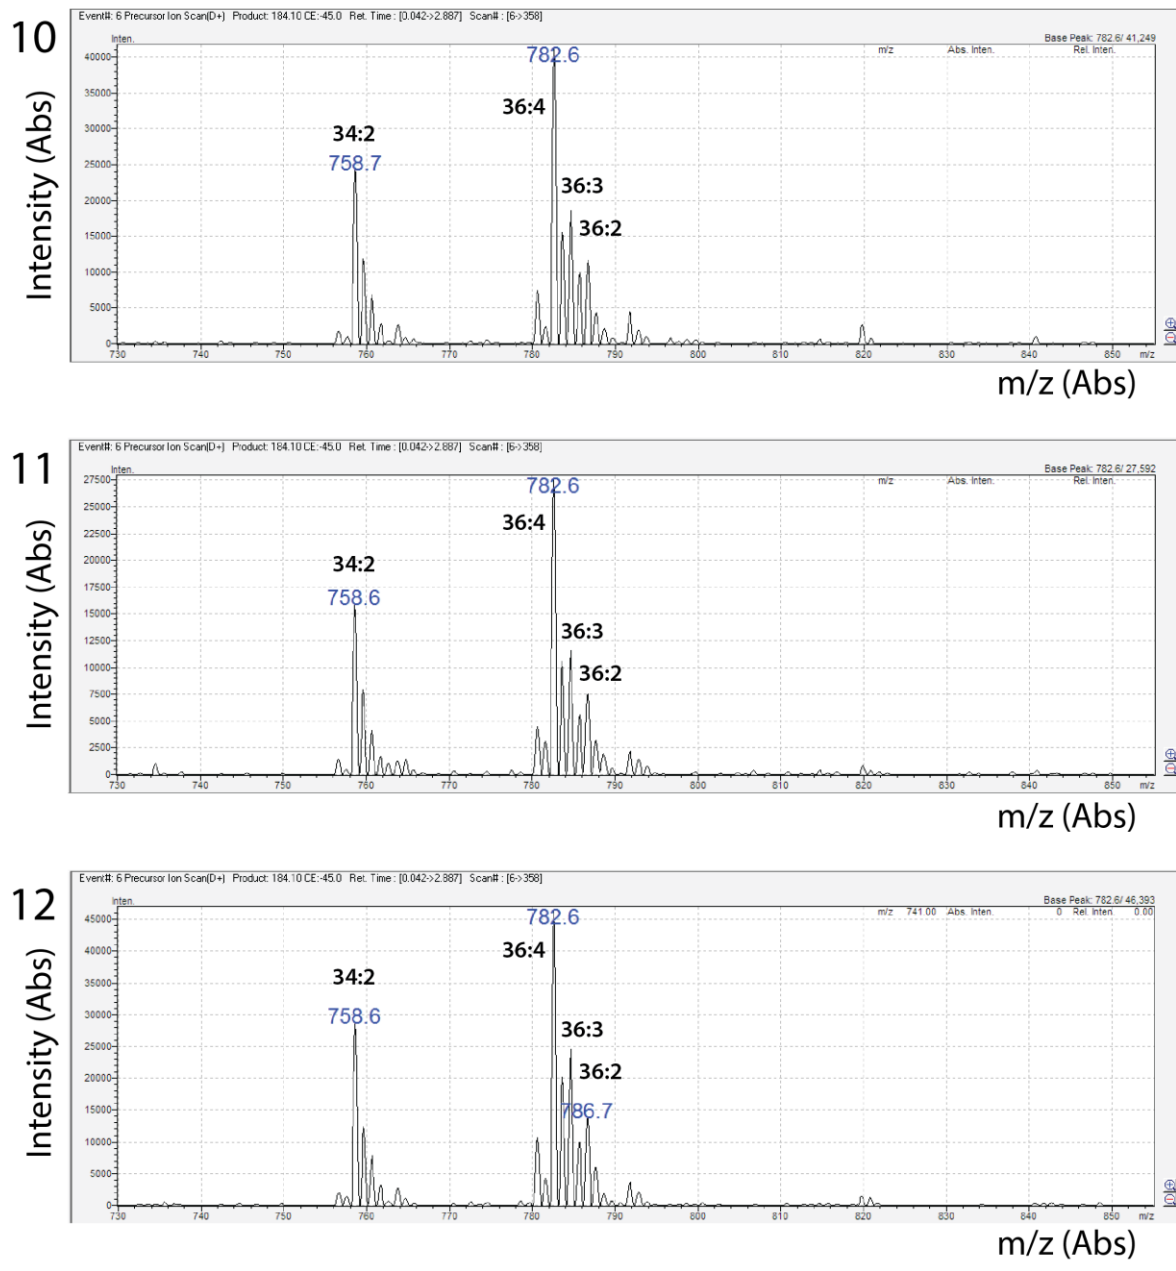 10
Event#: 6 Precursor Ion Scan(D+) Product: 184.10 CE:-45.0 Ret. Time : [0.042->2.887] Scan# : [6->358]
Inten. Base Peak: 782.6/ 41,249
m/z Abs. Inten. Rel. Inten.
Intensity (Abs)
40000
35000
30000
25000
20000
15000
10000
5000
0
782.6
36:4
34:2
758.7
36:3
36:2
730 740 750 760 770 780 790 800 810 820 830 840 850 m/z
m/z (Abs)
11
Event#: 6 Precursor Ion Scan(D+) Product: 184.10 CE:-45.0 Ret. Time : [0.042->2.887] Scan# : [6->358]
Inten. Base Peak: 782.6/ 27,592
m/z Abs. Inten. Rel. Inten.
Intensity (Abs)
27500
25000
22500
20000
17500
15000
12500
10000
7500
5000
2500
0
782.6
36:4
34:2
758.6
36:3
36:2
730 740 750 760 770 780 790 800 810 820 830 840 850 m/z
m/z (Abs)
12
Event#: 6 Precursor Ion Scan(D+) Product: 184.10 CE:-45.0 Ret. Time : [0.042->2.887] Scan# : [6->358]
Inten. Base Peak: 782.6/ 46,393
m/z 741.00 Abs. Inten. 0 Rel. Inten. 0.00
Intensity (Abs)
45000
40000
35000
30000
25000
20000
15000
10000
5000
0
782.6
36:4
34:2
758.6
36:3
36:2
786.7
730 740 750 760 770 780 790 800 810 820 830 840 850 m/z
m/z (Abs)